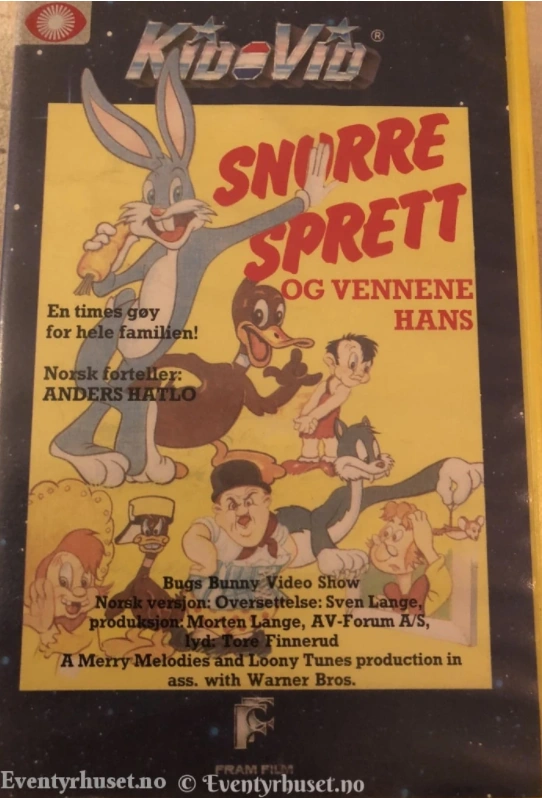 KiD-ViD ®
SNURRE
SPRETT
OG VENNENE
HANS
En times gøy
for hele familien!
Norsk forteller:
ANDERS HATLO
Bugs Bunny Video Show
Norsk versjon: Oversettelse: Sven Lange,
produksjon: Morten Lange, AV-Forum A/S,
lyd: Tore Finnerud
A Merry Melodies and Loony Tunes production in
ass. with Warner Bros.
FRAM FILM
Eventyrhuset.no © Eventyrhuset.no